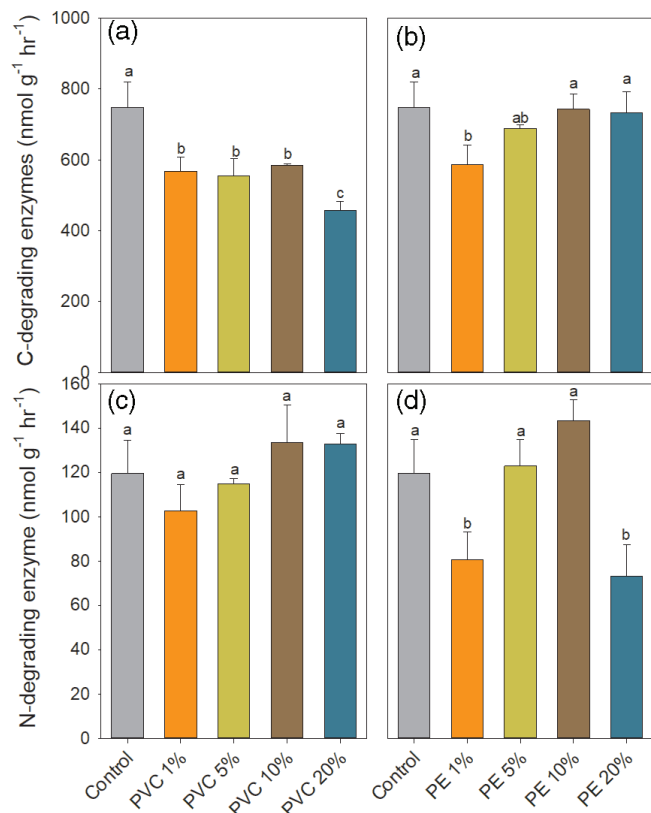 C-degrading enzymes (nmol g⁻¹ hr⁻¹)
1000
800
600
400
200
0
(a)
a
b
b
b
c
(b)
a
b
ab
a
a
N-degrading enzyme (nmol g⁻¹ hr⁻¹)
160
140
120
100
80
60
40
20
0
(c)
a
a
a
a
a
(d)
a
b
a
a
b
Control
PVC 1%
PVC 5%
PVC 10%
PVC 20%
Control
PE 1%
PE 5%
PE 10%
PE 20%